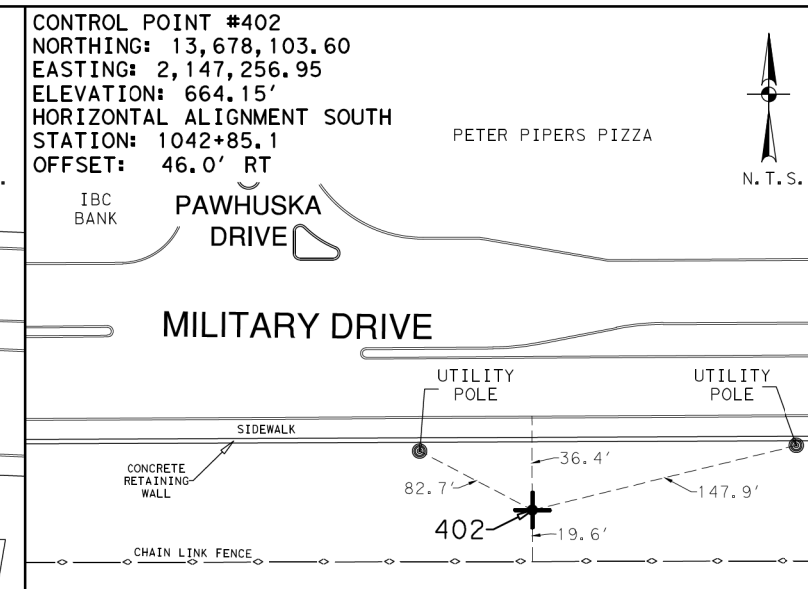 CONTROL POINT #402
NORTHING: 13,678,103.60
EASTING: 2,147,256.95
ELEVATION: 664.15'
HORIZONTAL ALIGNMENT SOUTH
STATION: 1042+85.1
OFFSET: 46.0' RT
PETER PIPERS PIZZA
N.T.S.
IBC
BANK
PAWHUSKA
DRIVE
MILITARY DRIVE
UTILITY
POLE
UTILITY
POLE
SIDEWALK
CONCRETE
RETAINING
WALL
36.4'
82.7'
147.9'
402
19.6'
CHAIN LINK FENCE